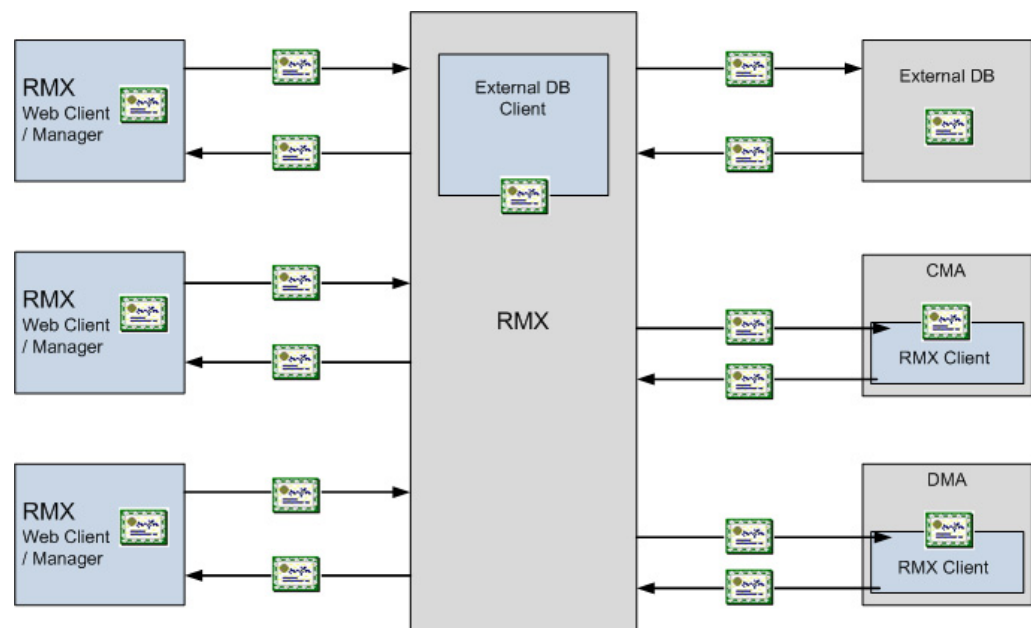 RMX
Web Client
/ Manager
External DB
Client
External DB
RMX
Web Client
/ Manager
RMX
CMA
RMX Client
RMX
Web Client
/ Manager
DMA
RMX Client